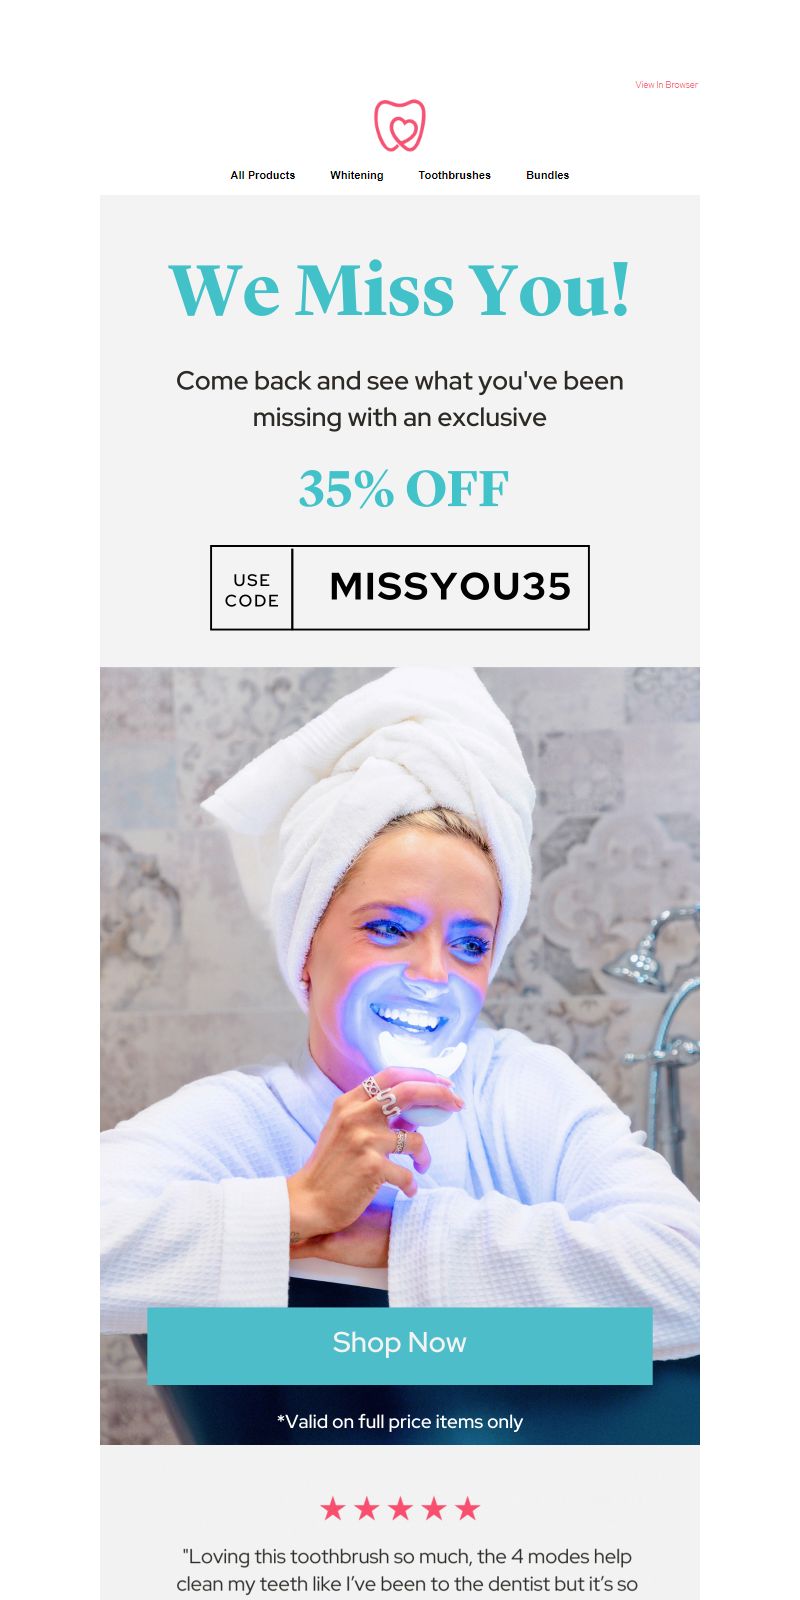 View In Browser
All Products Whitening Toothbrushes Bundles
We Miss You!
Come back and see what you've been
missing with an exclusive
35% OFF
USE
CODE
MISSYOU35
Shop Now
*Valid on full price items only
"Loving this toothbrush so much, the 4 modes help
clean my teeth like I’ve been to the dentist but it’s so